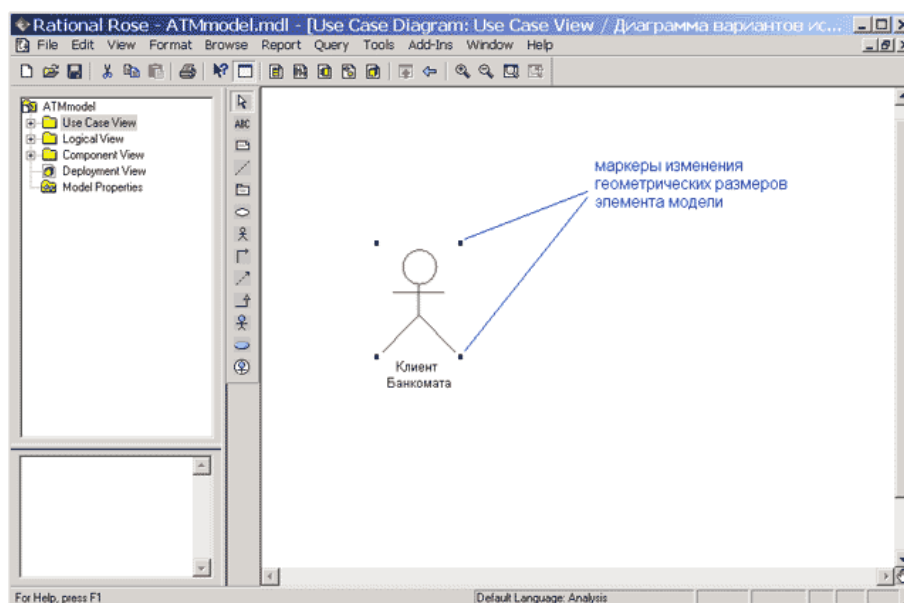 Rational Rose - ATMmodel.mdl - [Use Case Diagram: Use Case View / Диаграмма вариантов ис...
File Edit View Format Browse Report Query Tools Add-Ins Window Help
ABC
ATMmodel
Use Case View
Logical View
Component View
Deployment View
Model Properties
маркеры изменения
геометрических размеров
элемента модели
Клиент
Банкомата
For Help, press F1
Default Language: Analysis